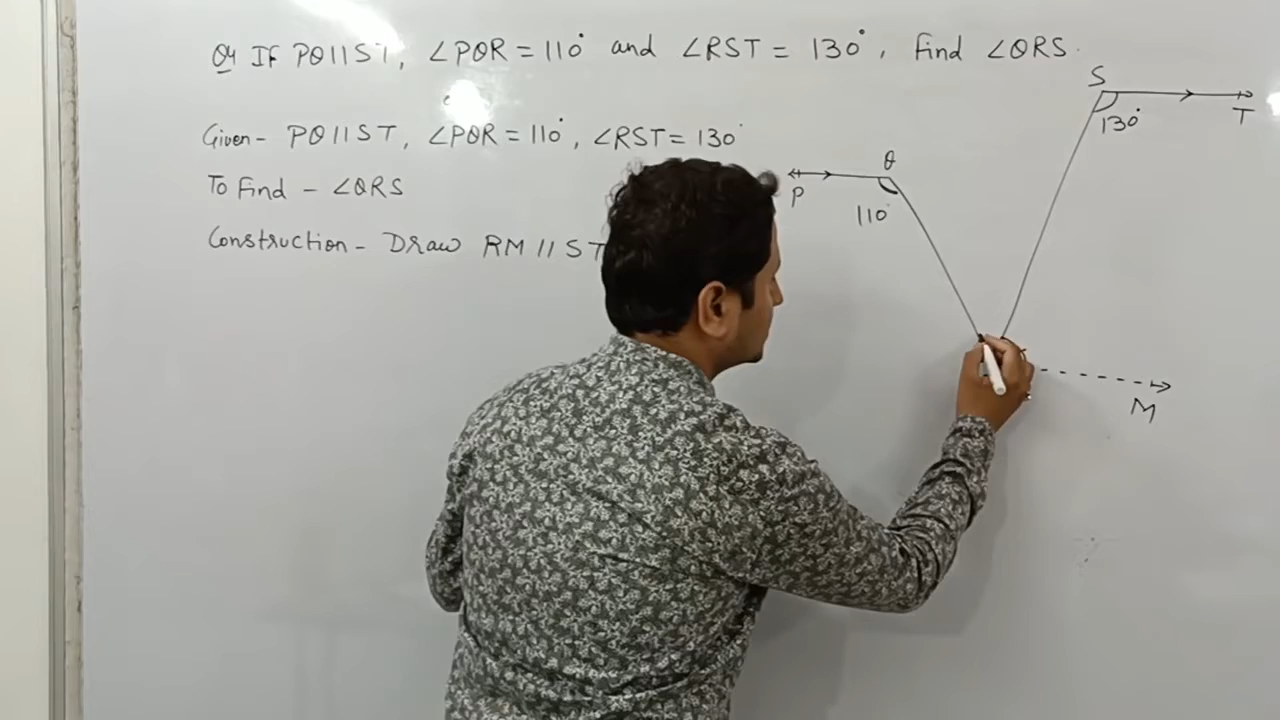 Q4 If PQ||ST, ∠PQR = 110° and ∠RST = 130°, Find ∠QRS.
Given - PQ||ST, ∠PQR = 110°, ∠RST = 130°
To Find - ∠QRS
Construction - Draw RM || ST
S
130°
T
Q
P
110°
M